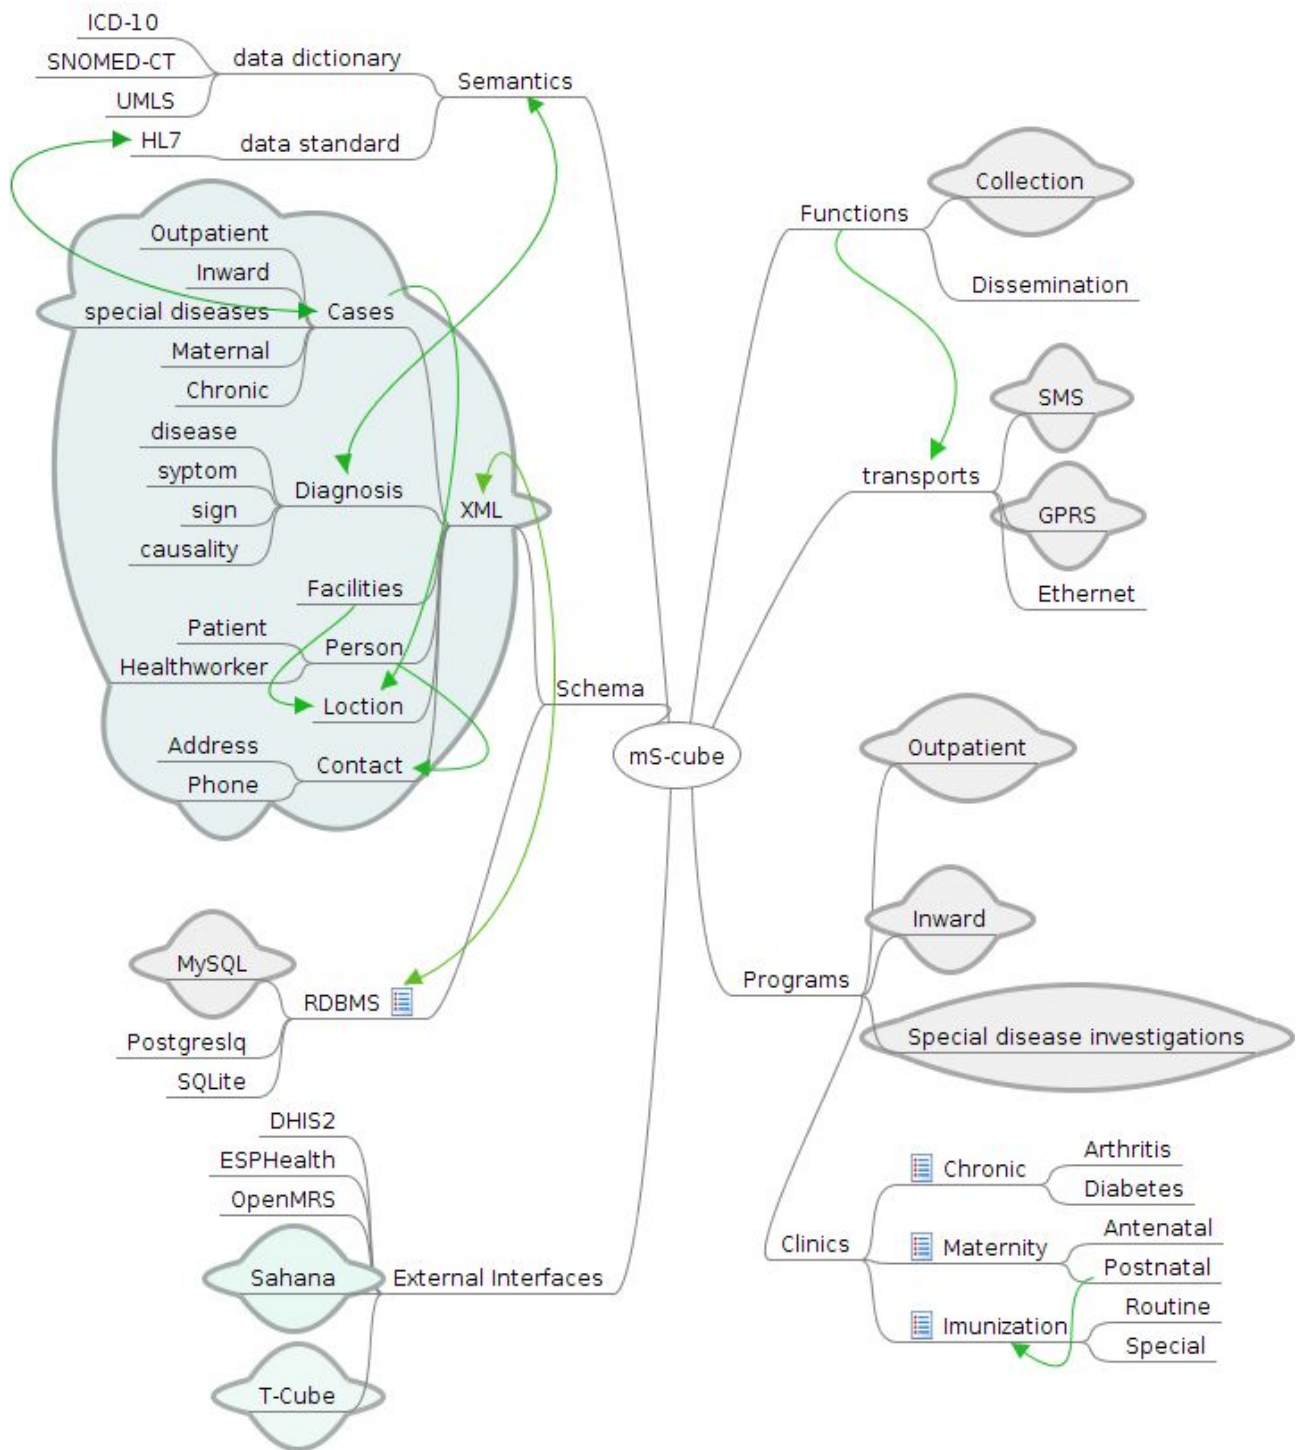 ICD-10
SNOMED-CT
UMLS
data dictionary
HL7
data standard
Semantics
Outpatient
Inward
special diseases
Maternal
Chronic
Cases
disease
syptom
sign
causality
Diagnosis
Facilities
Patient
Healthworker
Person
Loction
Address
Phone
Contact
XML
MySQL
Postgreslq
SQLite
RDBMS
Schema
DHIS2
ESPHealth
OpenMRS
Sahana
T-Cube
External Interfaces
mS-cube
Functions
Collection
Dissemination
transports
SMS
GPRS
Ethernet
Programs
Outpatient
Inward
Special disease investigations
Clinics
Chronic
Arthritis
Diabetes
Maternity
Antenatal
Postnatal
Imunization
Routine
Special